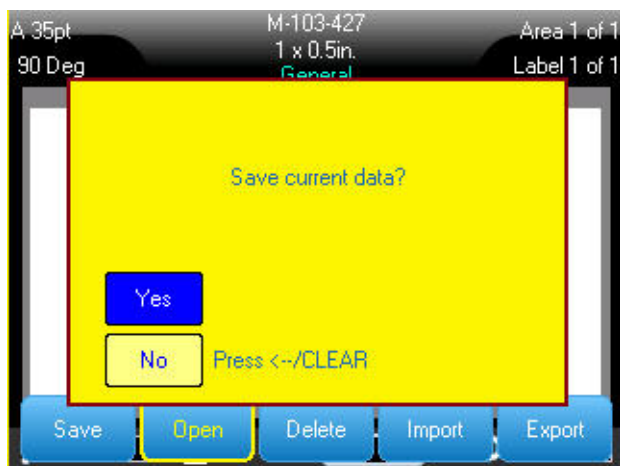 A 35pt
M-103-427
Area 1 of 1
90 Deg
1 x 0.5in.
Label 1 of 1
General
Save current data?
Yes
No
Press <--/CLEAR
Save
Open
Delete
Import
Export